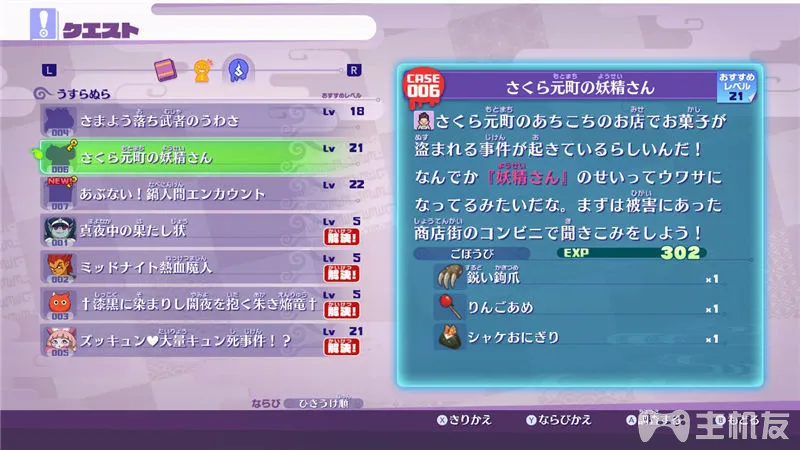 クエスト
L
R
うすらぬら
おすすめレベル
004 さまよう落ち武者のうわさ Lv 18
006 さくら元町の妖精さん Lv 21
NEW!
007 あぶない！鍋人間エンカウント Lv 22
001 真夜中の果たし状 Lv 5 解決!
002 ミッドナイト熱血魔人 Lv 5 解決!
003 †漆黒に染まりし闇夜を抱く朱き焔竜† Lv 5 解決!
005 ズッキュン♥大量キュン死事件！？ Lv 21 解決!
ならび ひきうけ順
CASE 006
さくら元町の妖精さん
おすすめレベル 21
さくら元町のあちこちのお店でお菓子が
盗まれる事件が起きているらしいんだ！
なんでか『妖精さん』のせいってウワサに
なってるみたいだな。まずは被害にあった
商店街のコンビニで聞きこみをしよう！
ごほうび EXP 302
鋭い鉤爪 ×1
りんごあめ ×1
シャケおにぎり ×1
Xきりかえ Yならびかえ A調査する Bもどる
主机友